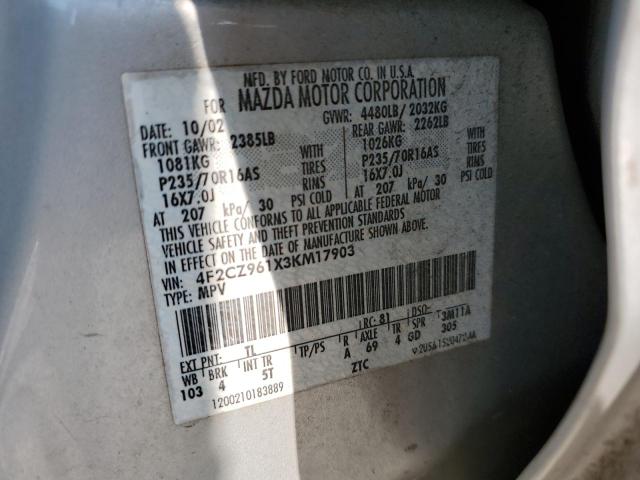 MFD. BY FORD MOTOR CO. IN U.S.A.
FOR MAZDA MOTOR CORPORATION
DATE: 10/02 GVWR: 4480LB/ 2032KG
FRONT GAWR: 2385LB REAR GAWR: 2262LB
1081KG 1026KG
P235/70R16AS TIRES P235/70R16AS TIRES
16X7.0J RIMS 16X7.0J RIMS
AT 207 kPa/ 30 PSI COLD AT 207 kPa/ 30 PSI COLD
THIS VEHICLE CONFORMS TO ALL APPLICABLE FEDERAL MOTOR
VEHICLE SAFETY AND THEFT PREVENTION STANDARDS
IN EFFECT ON THE DATE OF MANUFACTURE SHOWN ABOVE.
VIN: 4F2CZ961X3KM17903
TYPE: MPV
EXT PNT: TL RC: 81 DSO:
WB BRK INT TR TP/PS R AXLE TR SPR 3M11A
103 4 5T A 69 4 GD 305
1200210183889 ZTC